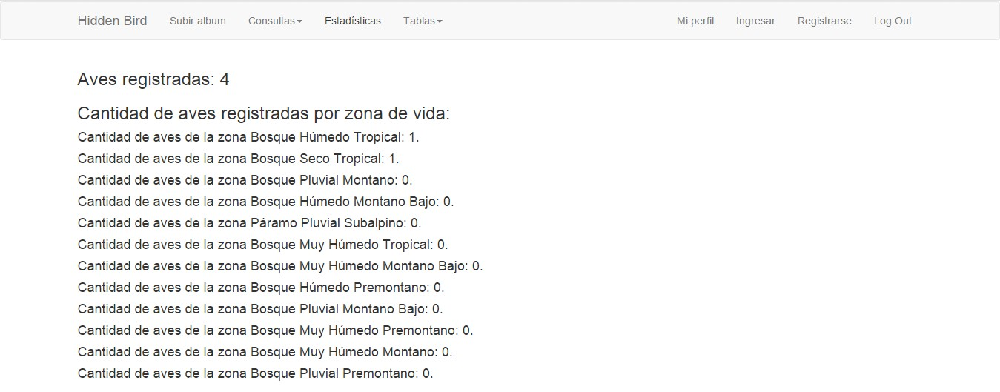 Hidden Bird Subir album Consultas Estadísticas Tablas Mi perfil Ingresar Registrarse Log Out
Aves registradas: 4
Cantidad de aves registradas por zona de vida:
Cantidad de aves de la zona Bosque Húmedo Tropical: 1.
Cantidad de aves de la zona Bosque Seco Tropical: 1.
Cantidad de aves de la zona Bosque Pluvial Montano: 0.
Cantidad de aves de la zona Bosque Húmedo Montano Bajo: 0.
Cantidad de aves de la zona Páramo Pluvial Subalpino: 0.
Cantidad de aves de la zona Bosque Muy Húmedo Tropical: 0.
Cantidad de aves de la zona Bosque Muy Húmedo Montano Bajo: 0.
Cantidad de aves de la zona Bosque Húmedo Premontano: 0.
Cantidad de aves de la zona Bosque Pluvial Montano Bajo: 0.
Cantidad de aves de la zona Bosque Muy Húmedo Premontano: 0.
Cantidad de aves de la zona Bosque Muy Húmedo Montano: 0.
Cantidad de aves de la zona Bosque Pluvial Premontano: 0.